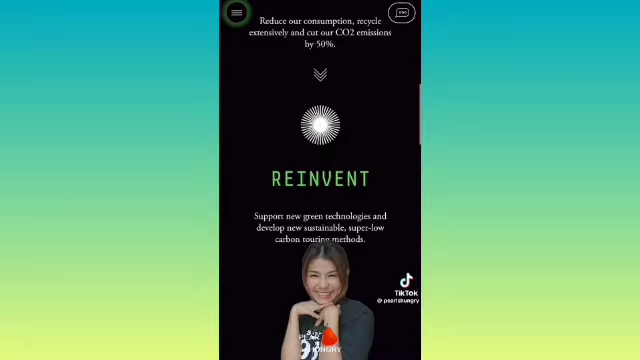 Reduce our consumption, recycle
extensively and cut our CO2 emissions
by 50%.
REINVENT
Support new green technologies and
develop new sustainable, super-low
carbon touring methods.
TikTok
@pearlshungry